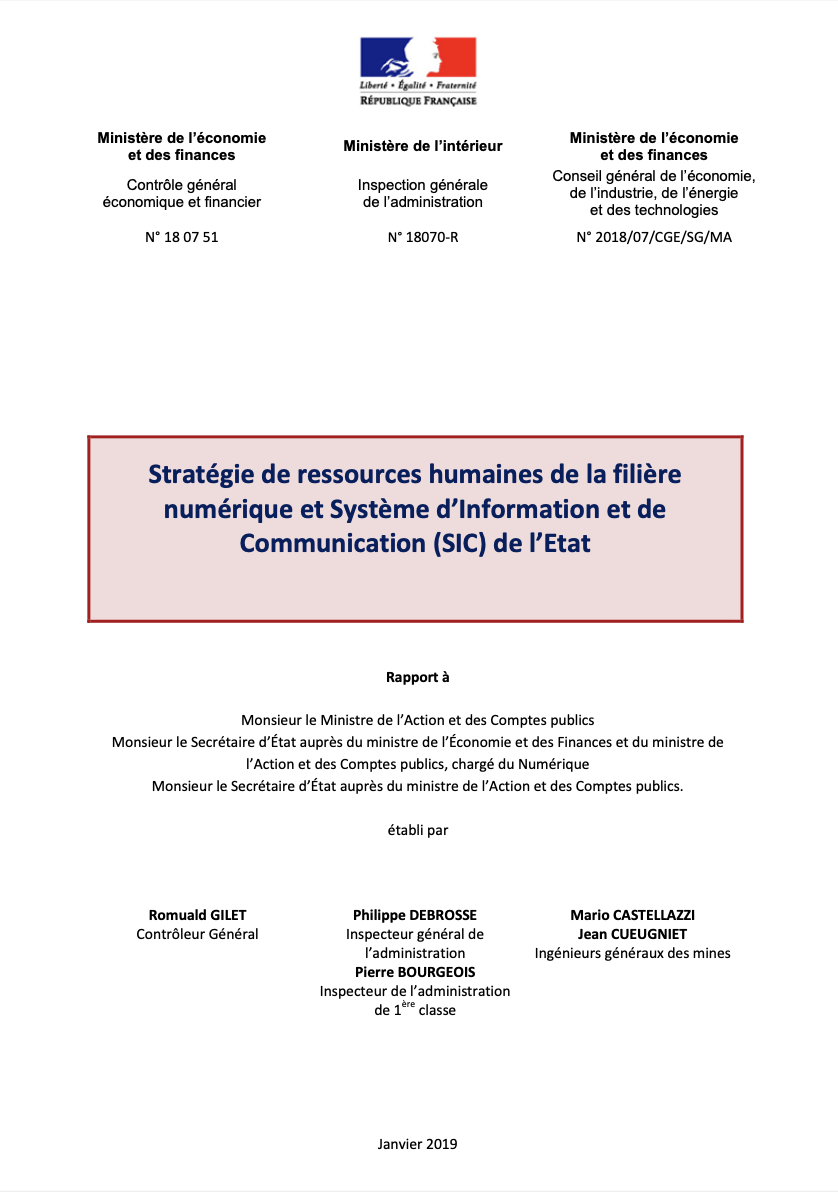 Liberté • Égalité • Fraternité
RÉPUBLIQUE FRANÇAISE
Ministère de l’économie
et des finances
Contrôle général
économique et financier
N° 18 07 51
Ministère de l’intérieur
Inspection générale
de l’administration
N° 18070-R
Ministère de l’économie
et des finances
Conseil général de l’économie,
de l’industrie, de l’énergie
et des technologies
N° 2018/07/CGE/SG/MA
Stratégie de ressources humaines de la filière
numérique et Système d’Information et de
Communication (SIC) de l’Etat
Rapport à
Monsieur le Ministre de l’Action et des Comptes publics
Monsieur le Secrétaire d’État auprès du ministre de l’Économie et des Finances et du ministre de
l’Action et des Comptes publics, chargé du Numérique
Monsieur le Secrétaire d’État auprès du ministre de l’Action et des Comptes publics.
établi par
Romuald GILET
Contrôleur Général
Philippe DEBROSSE
Inspecteur général de
l’administration
Pierre BOURGEOIS
Inspecteur de l’administration
de 1ère classe
Mario CASTELLAZZI
Jean CUEUGNIET
Ingénieurs généraux des mines
Janvier 2019